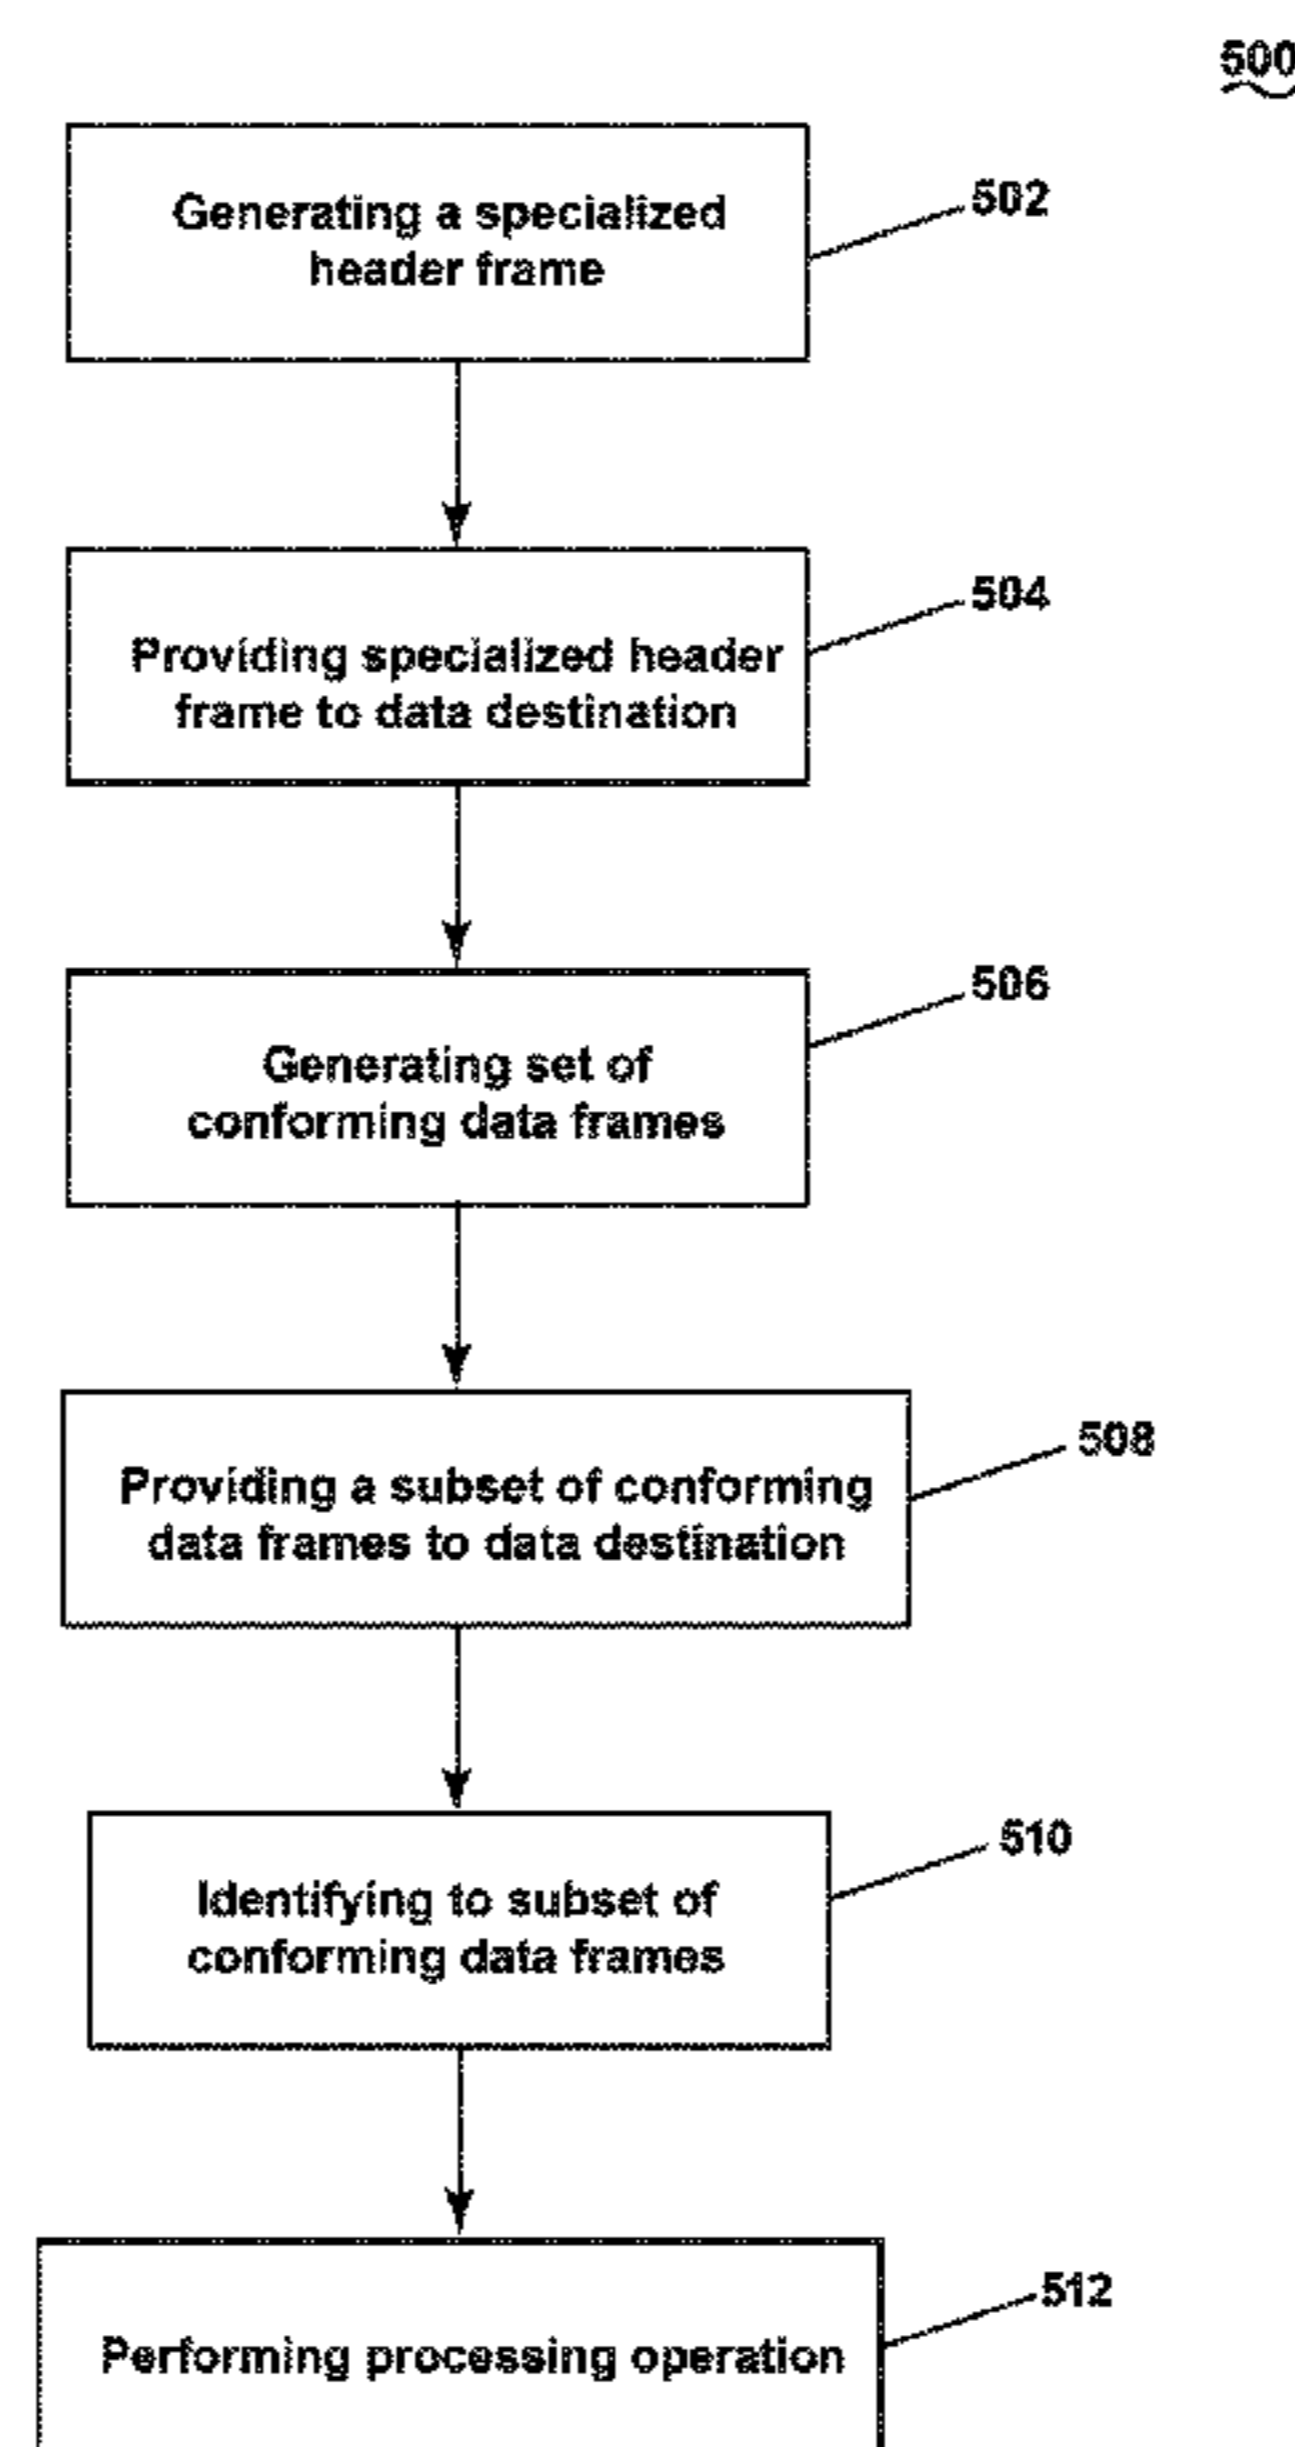 500
Generating a specialized
header frame
502
Providing specialized header
frame to data destination
504
Generating set of
conforming data frames
506
Providing a subset of conforming
data frames to data destination
508
Identifying to subset of
conforming data frames
510
Performing processing operation
512